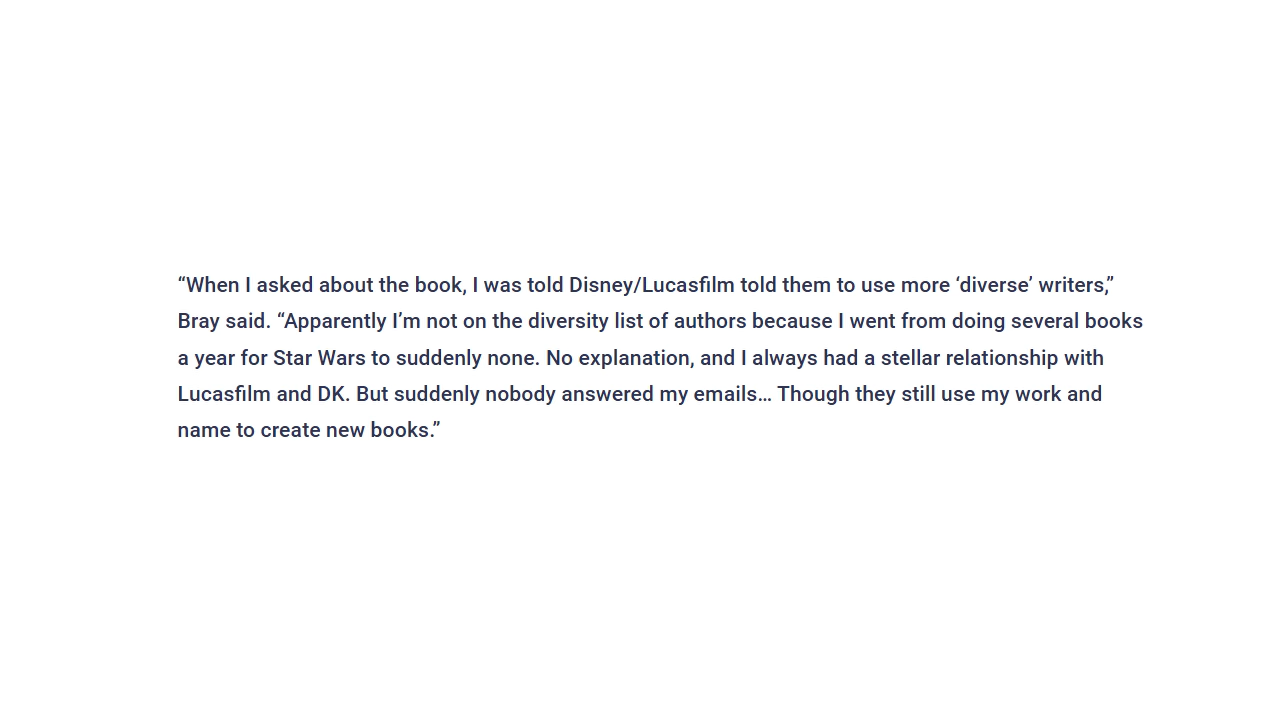 “When I asked about the book, I was told Disney/Lucasfilm told them to use more ‘diverse’ writers,”
Bray said. “Apparently I’m not on the diversity list of authors because I went from doing several books
a year for Star Wars to suddenly none. No explanation, and I always had a stellar relationship with
Lucasfilm and DK. But suddenly nobody answered my emails… Though they still use my work and
name to create new books.”